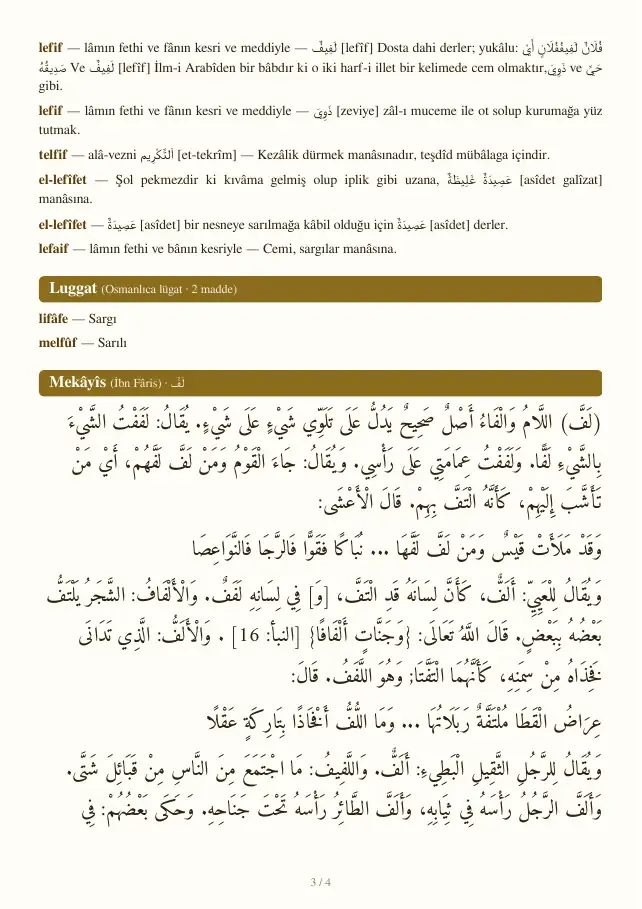 lefif — lâmın fethi ve fânın kesri ve meddiyle — لَفِيفٌ [lefîf] Dosta dahi derler; yukâlu: فُلَانٌ لَفِيفُفُلَانٍ أَيْ
صَدِيقُهُ Ve لَفِيفٌ [lefîf] İlm-i Arabîden bir bâbdır ki o iki harf-i illet bir kelimede cem olmaktır, ذَوِيَ ve حَيِّ
gibi.
lefif — lâmın fethi ve fânın kesri ve meddiyle — ذَوِيَ [zeviye] zâl-ı muceme ile ot solup kurumağa yüz
tutmak.
telfif — alâ-vezni اَلتَّكْرِيم [et-tekrîm] — Kezâlik dürmek manâsınadır, teşdîd mübâlaga içindir.
el-lefîfet — Şol pekmezdir ki kıvâma gelmiş olup iplik gibi uzana, عَصِيدَةٌ غَلِيظَةٌ [asîdet galîzat]
manâsına.
el-lefîfet — عَصِيدَةٌ [asîdet] bir nesneye sarılmağa kâbil olduğu için عَصِيدَةٌ [asîdet] derler.
lefaif — lâmın fethi ve bânın kesriyle — Cemi, sargılar manâsına.
Luggat (Osmanlıca lügat · 2 madde)
lifâfe — Sargı
melfûf — Sarılı
Mekâyîs (İbn Fâris) · لَفَّ
(لَفَّ) اللَّامُ وَالْفَاءُ أَصْلٌ صَحِيحٌ يَدُلُّ عَلَى تَلَوِّي شَيْءٍ عَلَى شَيْءٍ. يُقَالُ: لَفَفْتُ الشَّيْءَ
بِالشَّيْءِ لَفًّا. وَلَفَفْتُ عِمَامَتِي عَلَى رَأْسِي. وَيُقَالُ: جَاءَ الْقَوْمُ وَمَنْ لَفَّ لَفَّهُمْ، أَيْ مَنْ
تَأَشَّبَ إِلَيْهِمْ، كَأَنَّهُ الْتَفَّ بِهِمْ. قَالَ الْأَعْشَى:
وَقَدْ مَلَأَتْ قَيْسٌ وَمَنْ لَفَّ لَفَّهَا ... نُبَاكًا فَقَوًّا فَالرَّجَا فَالنَّوَاعِصَا
وَيُقَالُ لِلْعَيِيِّ: أَلَفُّ، كَأَنَّ لِسَانَهُ قَدِ الْتَفَّ، [وَ] فِي لِسَانِهِ لَفَفٌ. وَالْأَلْفَافُ: الشَّجَرُ يَلْتَفُّ
بَعْضُهُ بِبَعْضٍ. قَالَ اللَّهُ تَعَالَى: {وَجَنَّاتٍ أَلْفَافًا} [النبأ: 16] . وَالْأَلَفُّ: الَّذِي تَدَانَى
فَخِذَاهُ مِنْ سِمَنِهِ، كَأَنَّهُمَا الْتَفَّتَا; وَهُوَ اللَّفَفُ. قَالَ:
عِرَاضُ الْقَطَا مُلْتَفَّةٌ رَبَلَاتُهَا ... وَمَا اللُّفُّ أَفْخَاذًا بِتَارِكَةٍ عَقْلًا
وَيُقَالُ لِلرَّجُلِ الثَّقِيلِ الْبَطِيءِ: أَلَفُّ. وَاللَّفِيفُ: مَا اجْتَمَعَ مِنَ النَّاسِ مِنْ قَبَائِلَ شَتَّى.
وَأَلَفَّ الرَّجُلُ رَأْسَهُ فِي ثِيَابِهِ، وَأَلَفَّ الطَّائِرُ رَأْسَهُ تَحْتَ جَنَاحِهِ. وَحَكَى بَعْضُهُمْ: فِي
3 / 4